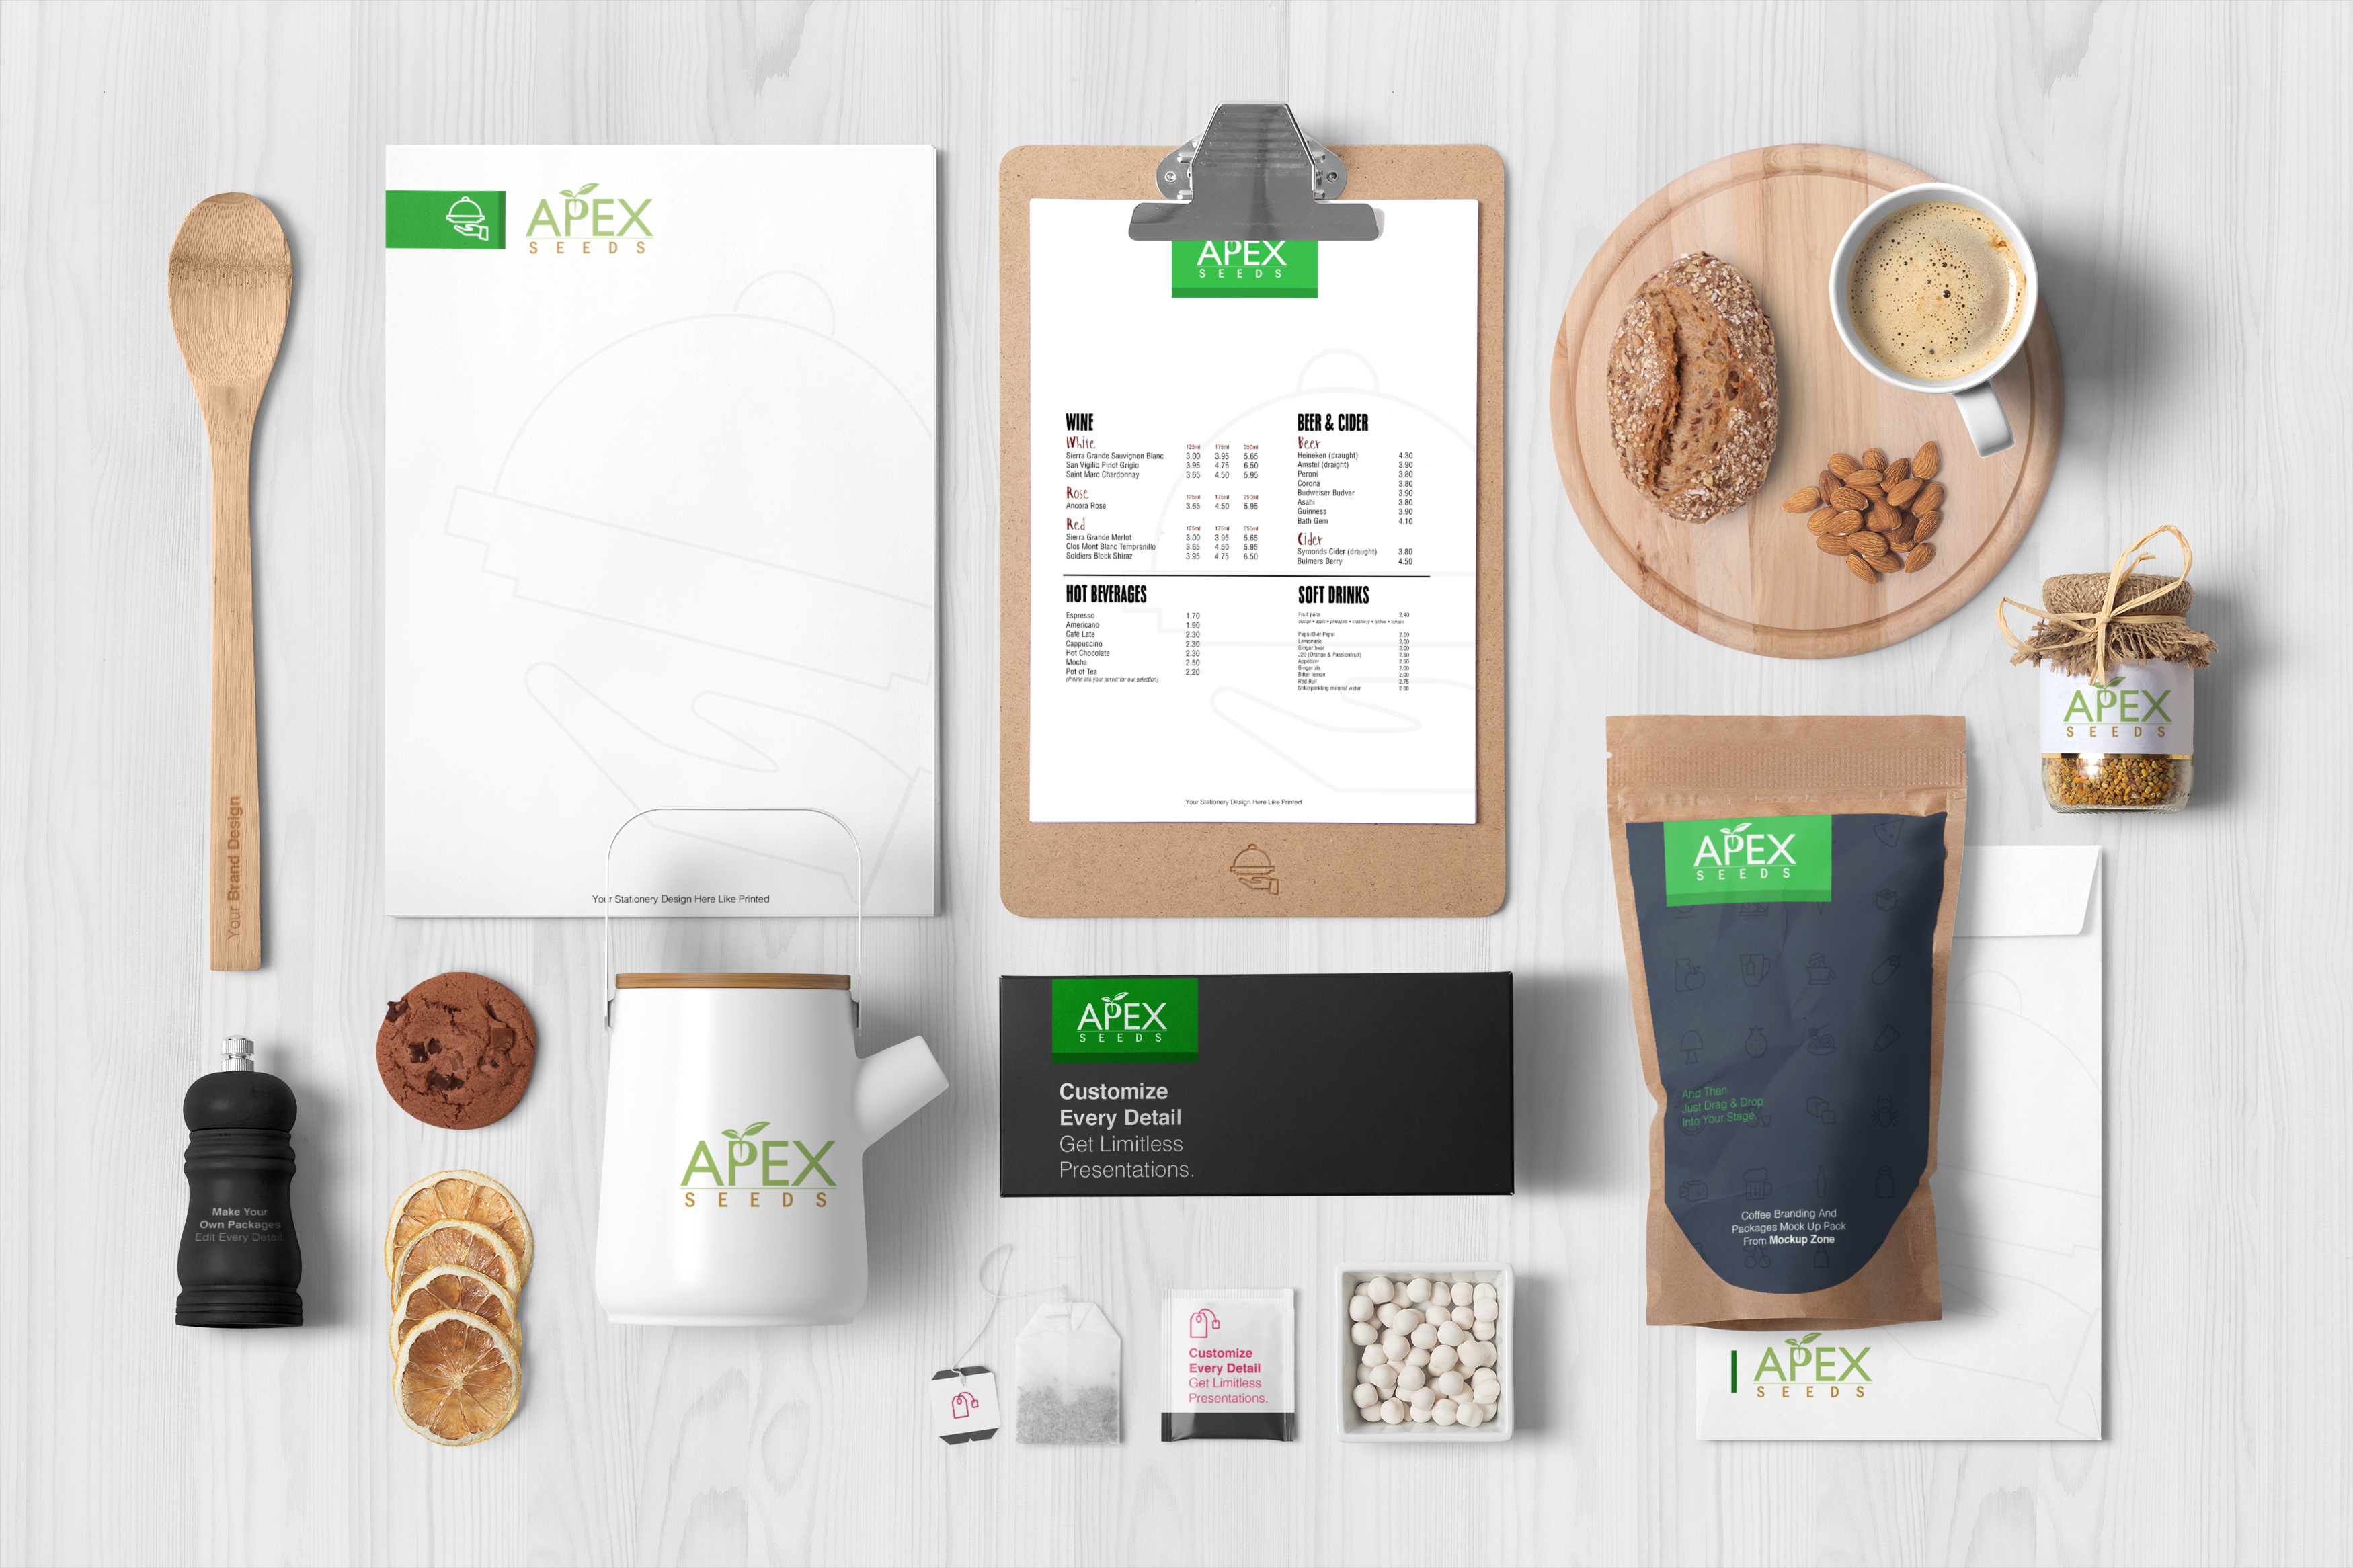 APEX
SEEDS
Your Stationery Design Here Like Printed
Your Brand Design
APEX
SEEDS
WINE
White 125ml 175ml 250ml
Sierra Grande Sauvignon Blanc 3.00 3.95 5.65
San Vigilio Pinot Grigio 3.95 4.75 6.50
Saint Marc Chardonnay 3.65 4.50 5.95
Rose 125ml 175ml 250ml
Ancora Rose 3.65 4.50 5.95
Red 125ml 175ml 250ml
Sierra Grande Merlot 3.00 3.95 5.65
Clos Mont Blanc Tempranillo 3.65 4.50 5.95
Soldiers Block Shiraz 3.95 4.75 6.50
BEER & CIDER
Beer
Heineken (draught) 4.30
Amstel (draight) 3.90
Peroni 3.80
Corona 3.80
Budweiser Budvar 3.90
Asahi 3.80
Guinness 3.90
Bath Gem 4.10
Cider
Symonds Cider (draught) 3.80
Bulmers Berry 4.50
HOT BEVERAGES
Espresso 1.70
Americano 1.90
Café Late 2.30
Cappuccino 2.30
Hot Chocolate 2.30
Mocha 2.50
Pot of Tea 2.20
(Please ask your server for our selection)
SOFT DRINKS
Fruit juice 2.40
orange • apple • pineapple • cranberry • lychee • tomato
Pepsi/Diet Pepsi 2.00
Lemonade 2.00
Ginger beer 2.00
J20 (Orange & Passionfruit) 2.50
Appetizer 2.50
Ginger ale 2.00
Bitter lemon 2.00
Red Bull 2.75
Still/sparkling mineral water 2.00
Your Stationery Design Here Like Printed
APEX
SEEDS
APEX
SEEDS
And Than
Just Drag & Drop
Into Your Stage.
Coffee Branding And
Packages Mock Up Pack
From Mockup Zone
APEX
SEEDS
Customize
Every Detail
Get Limitless
Presentations.
APEX
SEEDS
Make Your
Own Packages
Edit Every Detail.
Customize
Every Detail
Get Limitless
Presentations.
APEX
SEEDS